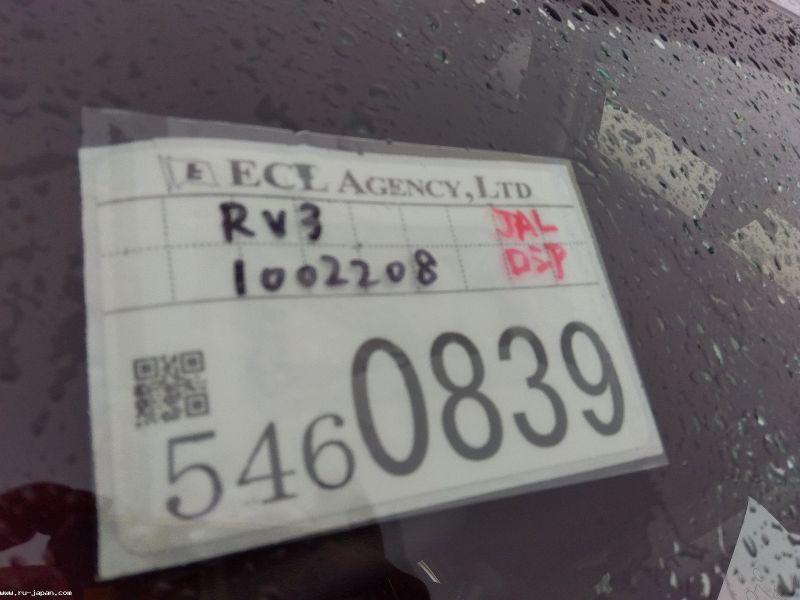 E ECL AGENCY, LTD
RV3 JAL
1002208 DSP
5460839
www.ru-japan.com